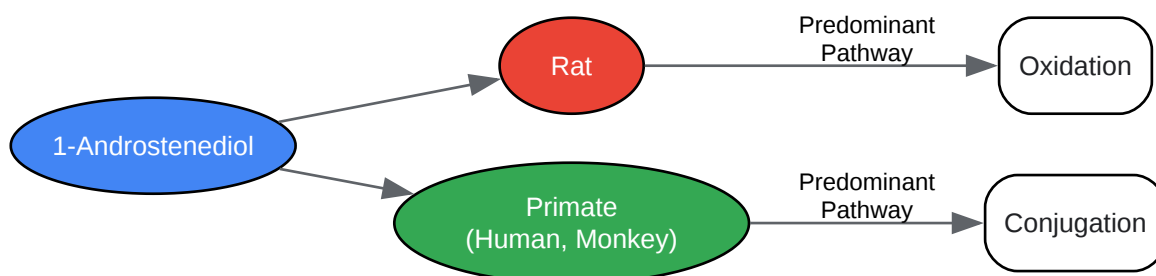 1-Androstenediol
Rat
Predominant
Pathway
Oxidation
Primate
(Human, Monkey)
Predominant
Pathway
Conjugation